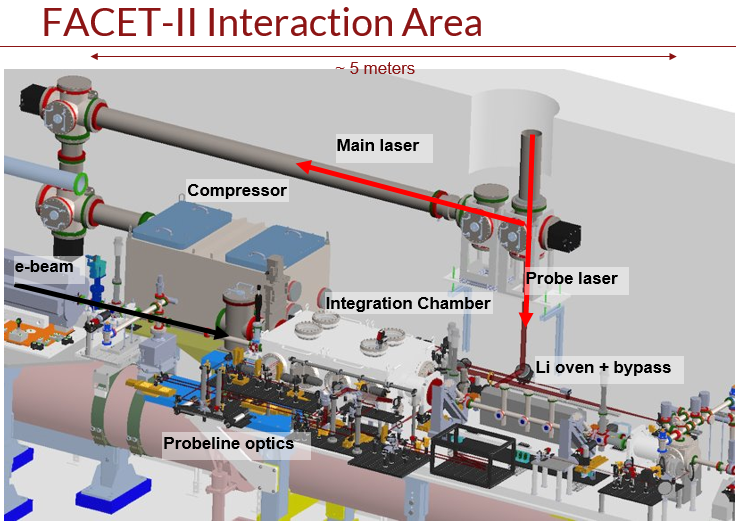 FACET-II Interaction Area
~ 5 meters
Main laser
Compressor
e-beam
Probe laser
Integration Chamber
Li oven + bypass
Probeline optics